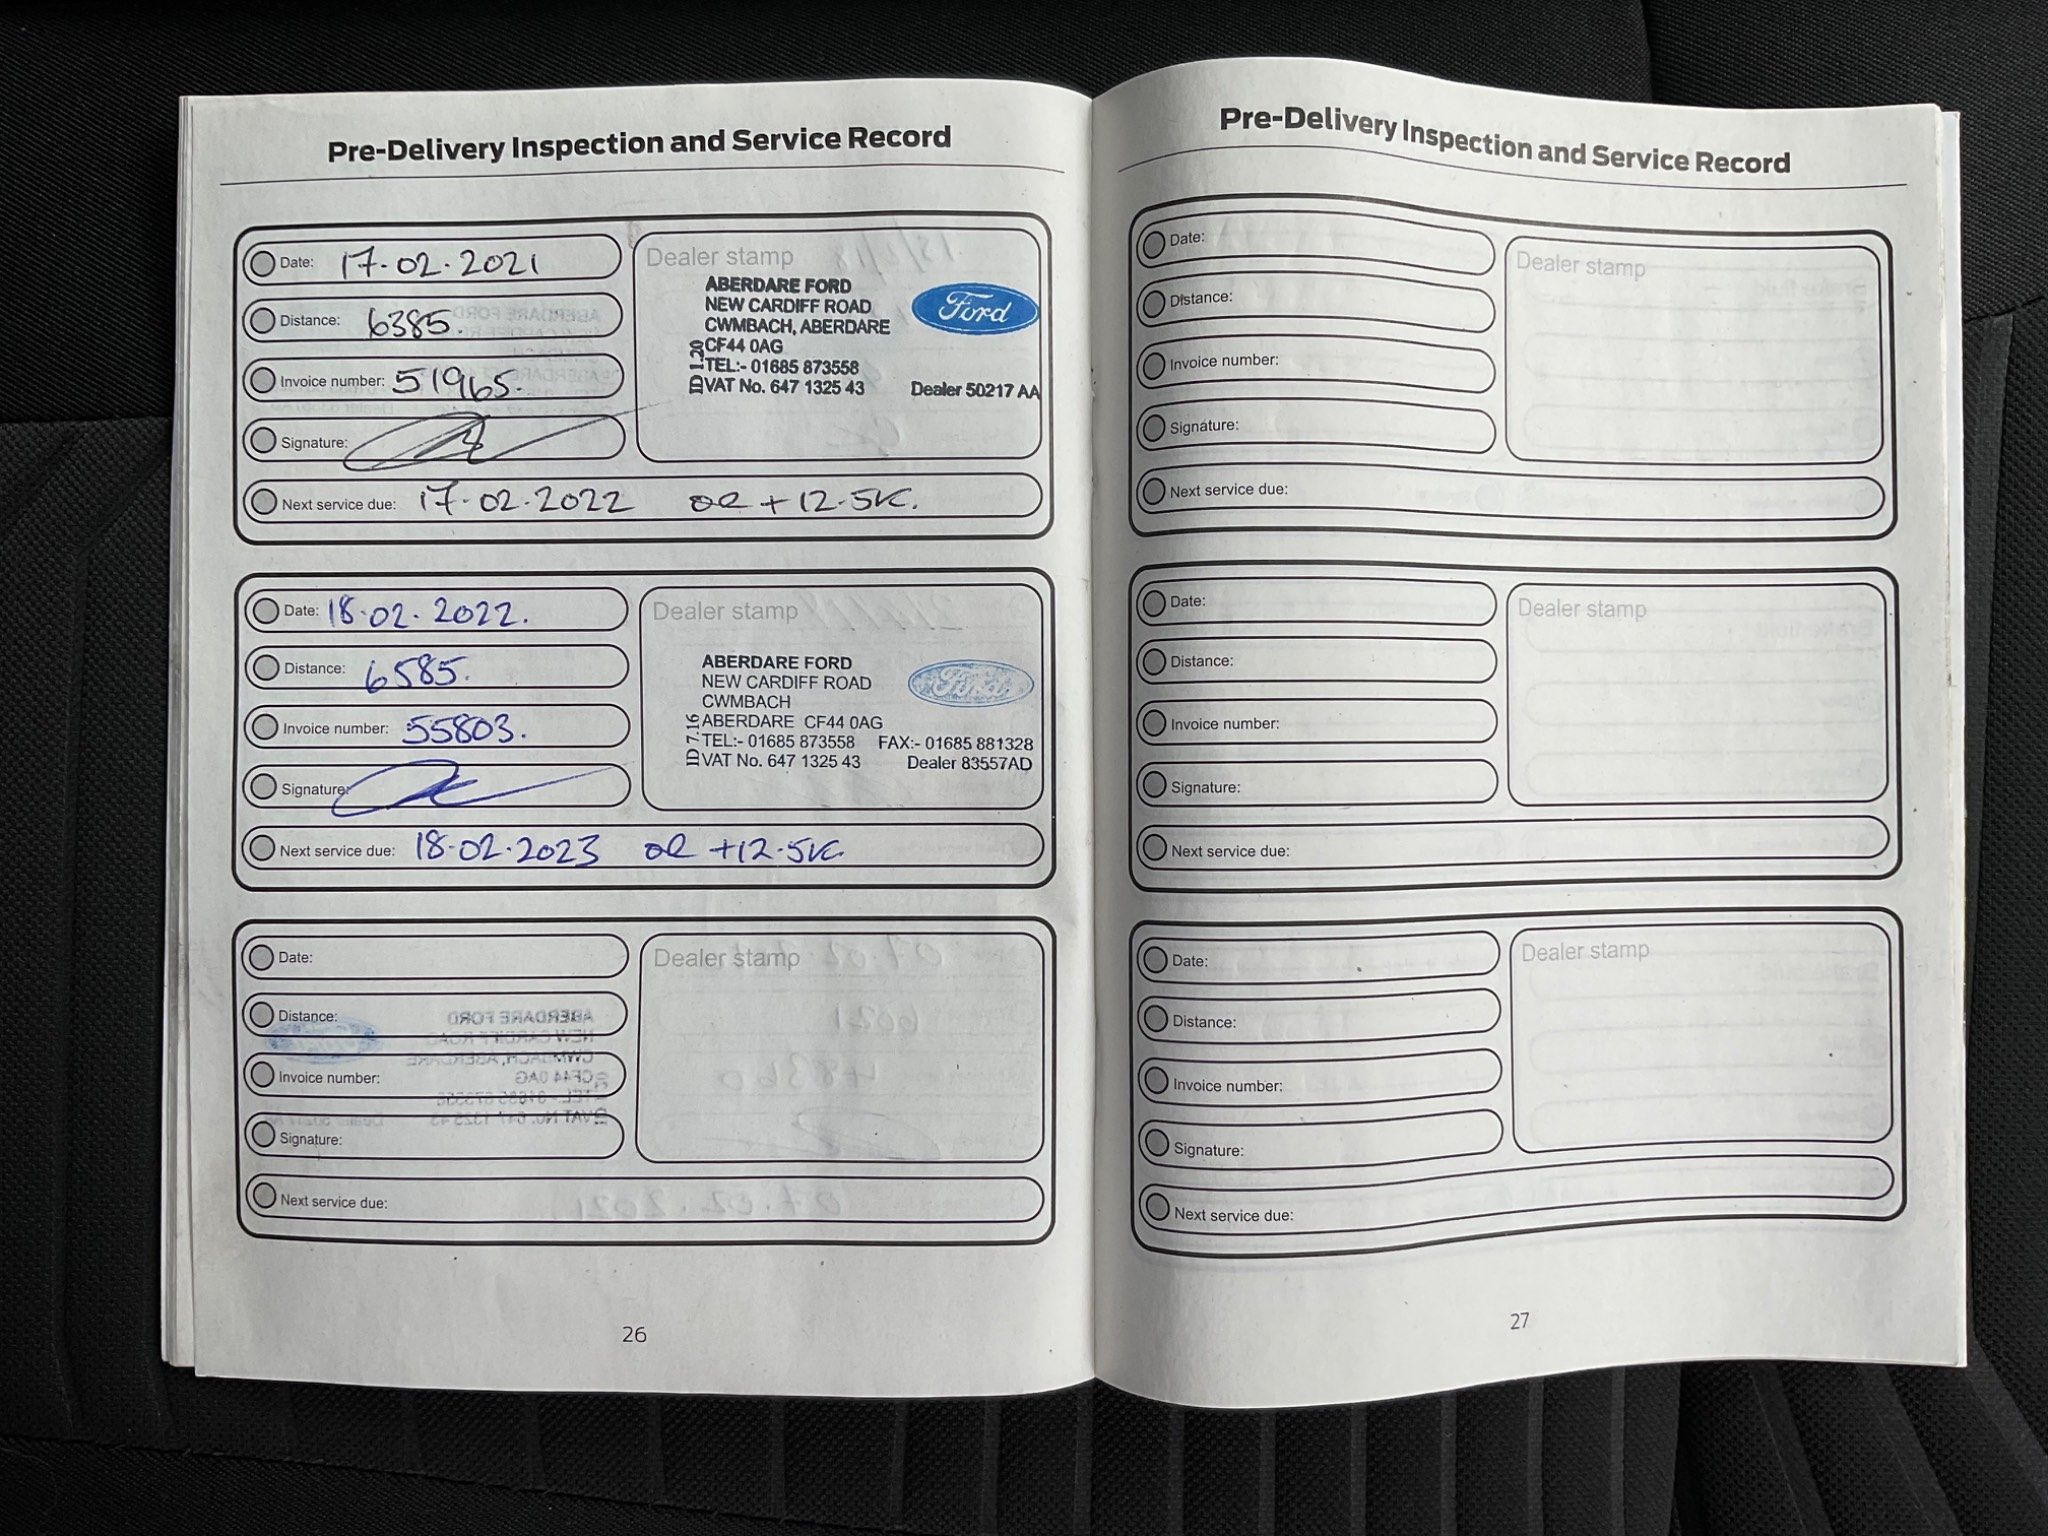 Pre-Delivery Inspection and Service Record
Date: 17.02.2021
Distance: 6385.
Invoice number: 51965.
Signature:
Next service due: 17.02.2022 or +12.5K.
Dealer stamp
ABERDARE FORD
NEW CARDIFF ROAD
CWMBACH, ABERDARE
CF44 0AG
TEL:- 01685 873558
VAT No. 647 1325 43 Dealer 50217 AA
ID 1.20
Ford
Date: 18.02.2022.
Distance: 6585.
Invoice number: 55803.
Signature:
Next service due: 18.02.2023 or +12.5K
Dealer stamp
ABERDARE FORD
NEW CARDIFF ROAD
CWMBACH
ABERDARE CF44 0AG
TEL:- 01685 873558 FAX:- 01685 881328
VAT No. 647 1325 43 Dealer 83557AD
ID 7.16
Ford
Date:
Distance:
Invoice number:
Signature:
Next service due:
Dealer stamp
26
Pre-Delivery Inspection and Service Record
Date:
Distance:
Invoice number:
Signature:
Next service due:
Dealer stamp
Date:
Distance:
Invoice number:
Signature:
Next service due:
Dealer stamp
Date:
Distance:
Invoice number:
Signature:
Next service due:
Dealer stamp
27